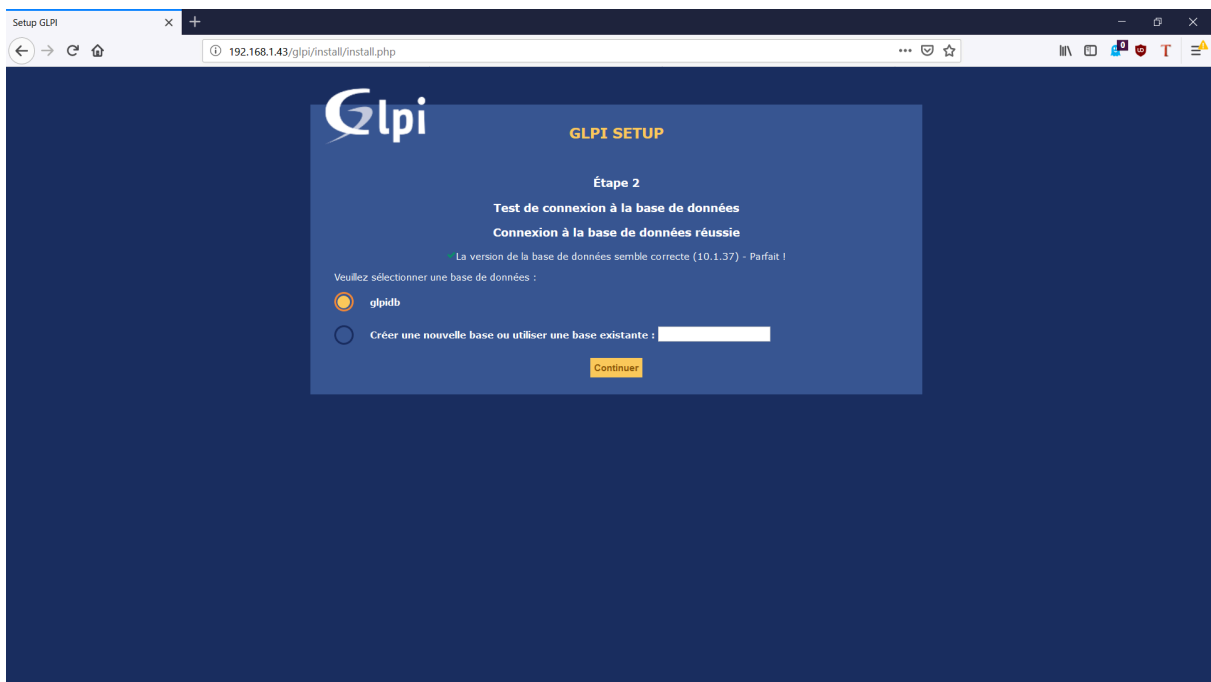 Setup GLPI
192.168.1.43/glpi/install/install.php
0
T
Glpi
GLPI SETUP
Étape 2
Test de connexion à la base de données
Connexion à la base de données réussie
La version de la base de données semble correcte (10.1.37) - Parfait !
Veuillez sélectionner une base de données :
glpidb
Créer une nouvelle base ou utiliser une base existante :
Continuer